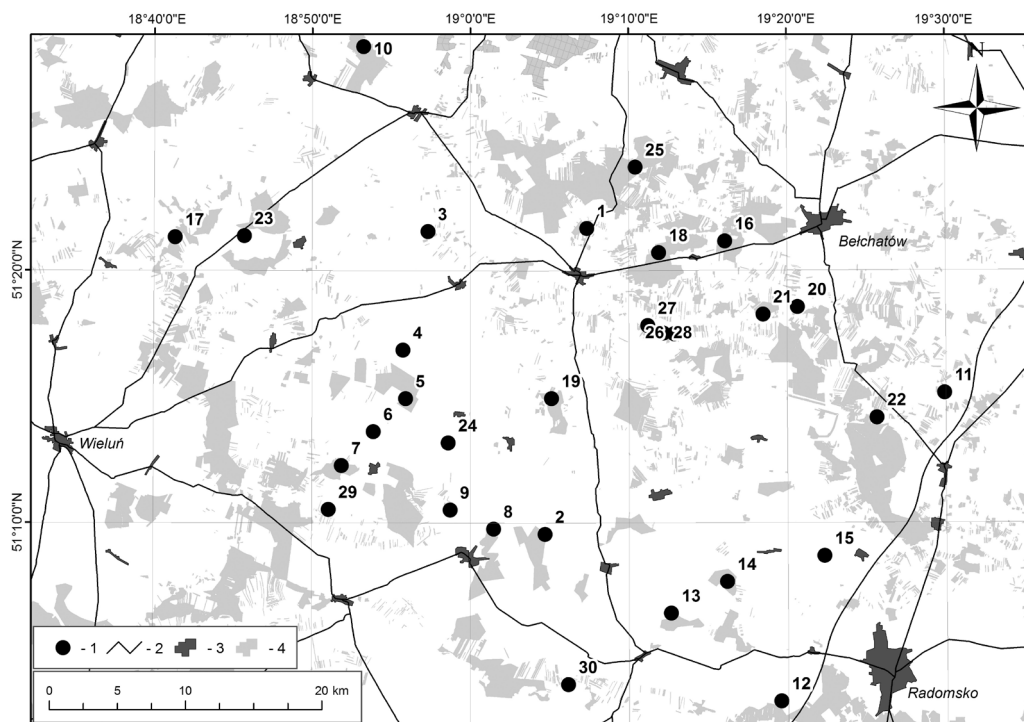 18°40'0"E 18°50'0"E 19°0'0"E 19°10'0"E 19°20'0"E 19°30'0"E
N
10
25
17 23 3 1 18 16
Bełchatów
51°20'0"N
27 26 28 21 20
4
5 19 11
6 24 22
Wieluń
7
29 9 8 2
51°10'0"N
15
14
13
- 1 - 2 - 3 - 4
30 12
Radomsko
0 5 10 20 km